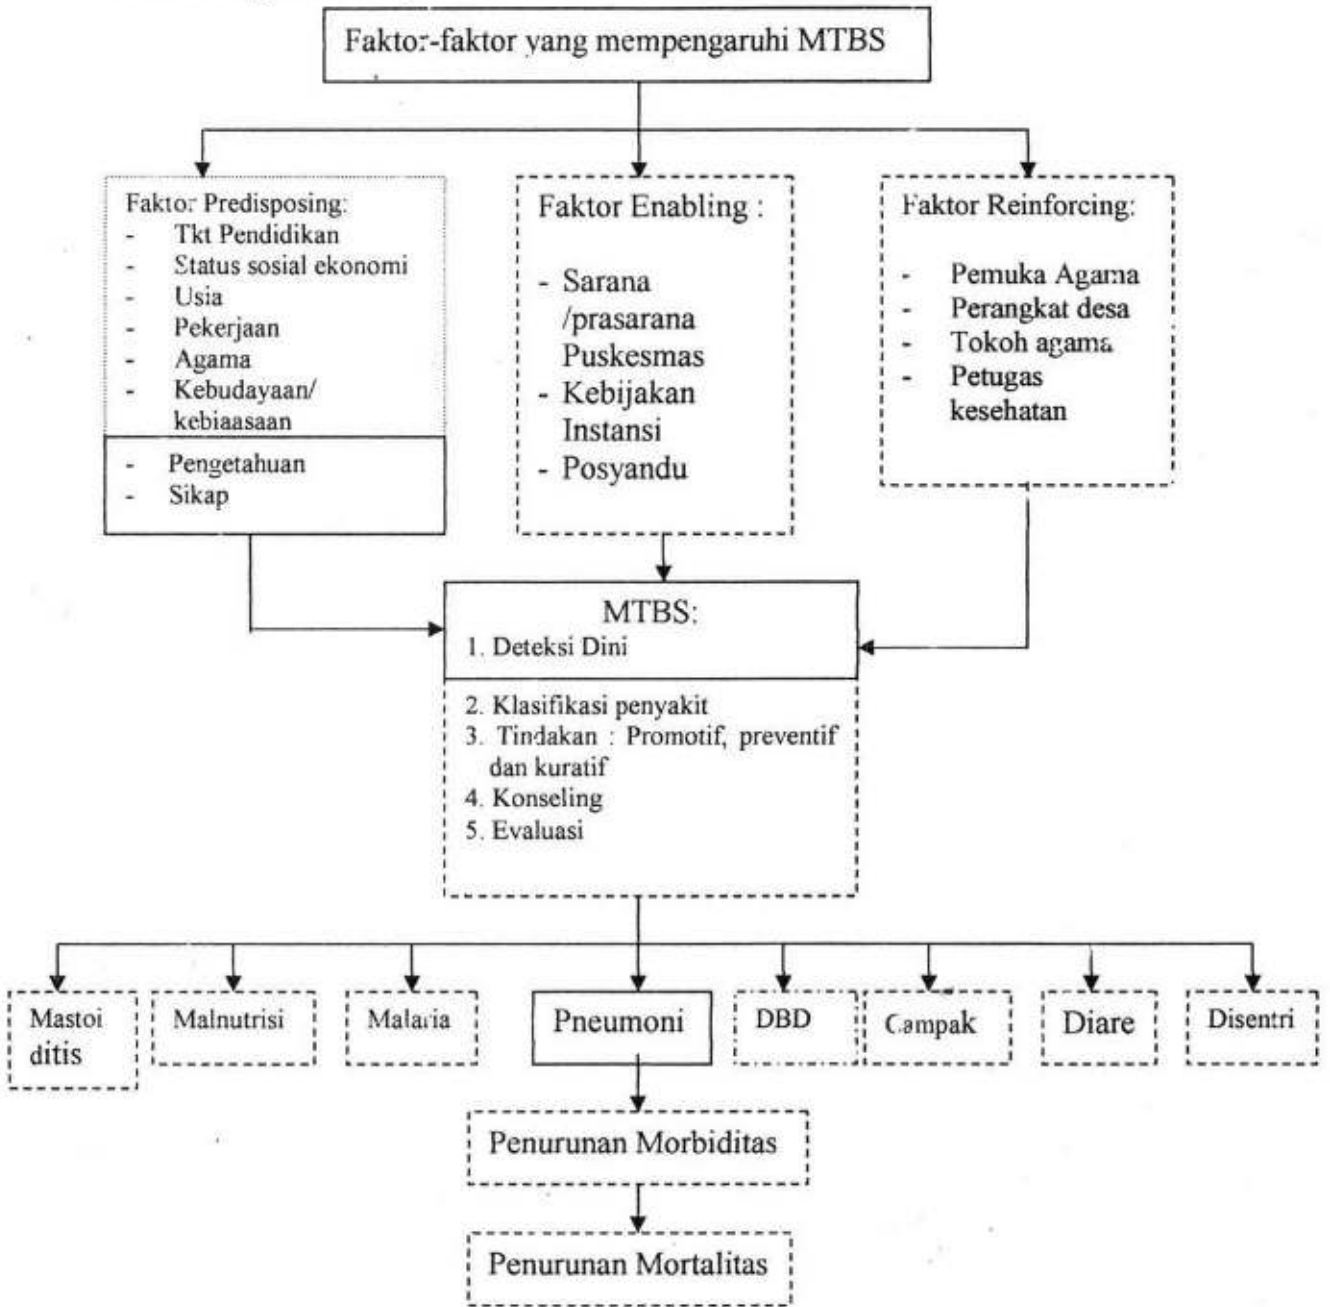 Faktor-faktor yang mempengaruhi MTBS
Faktor Predisposing:
- Tkt Pendidikan
- Status sosial ekonomi
- Usia
- Pekerjaan
- Agama
- Kebudayaan/
kebiaasaan
- Pengetahuan
- Sikap
Faktor Enabling :
- Sarana
/prasarana
Puskesmas
- Kebijakan
Instansi
- Posyandu
Faktor Reinforcing:
- Pemuka Agama
- Perangkat desa
- Tokoh agama
- Petugas
kesehatan
MTBS:
1. Deteksi Dini
2. Klasifikasi penyakit
3. Tindakan : Promotif, preventif
dan kuratif
4. Konseling
5. Evaluasi
Mastoi
ditis
Malnutrisi
Malaria
Pneumoni
DBD
Campak
Diare
Disentri
Penurunan Morbiditas
Penurunan Mortalitas